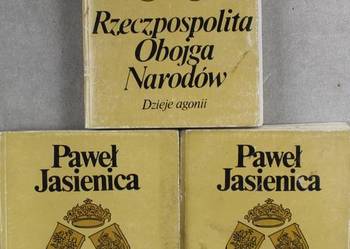 Rzeczpospolita
Obojga
Narodów
Dzieje agonii
Paweł
Jasienica
Paweł
Jasienica